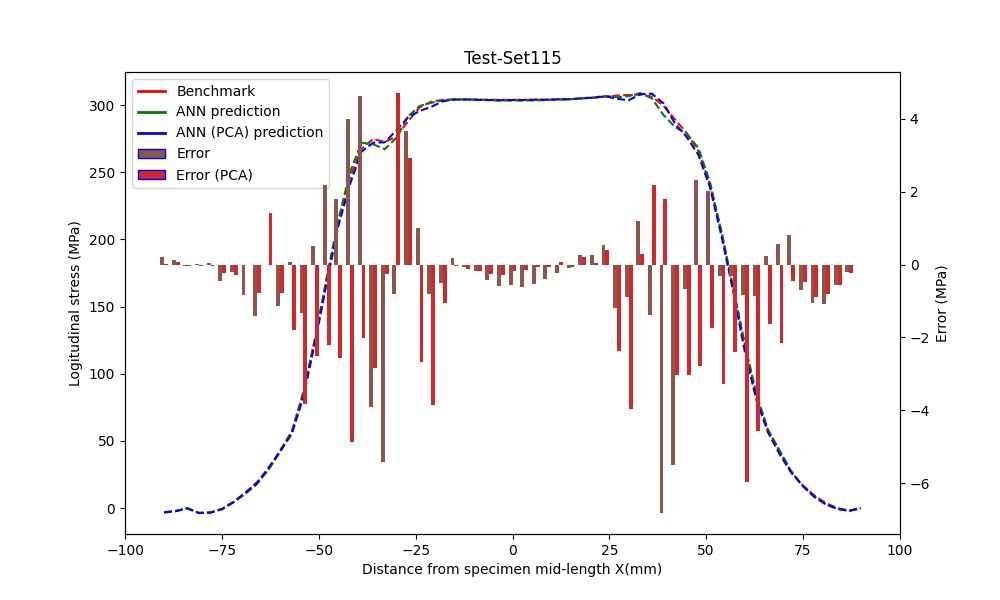 Test-Set115
Benchmark
ANN prediction
ANN (PCA) prediction
Error
Error (PCA)
300
250
200
150
100
50
0
Logitudinal stress (MPa)
4
2
0
−2
−4
−6
Error (MPa)
−100 −75 −50 −25 0 25 50 75 100
Distance from specimen mid-length X(mm)